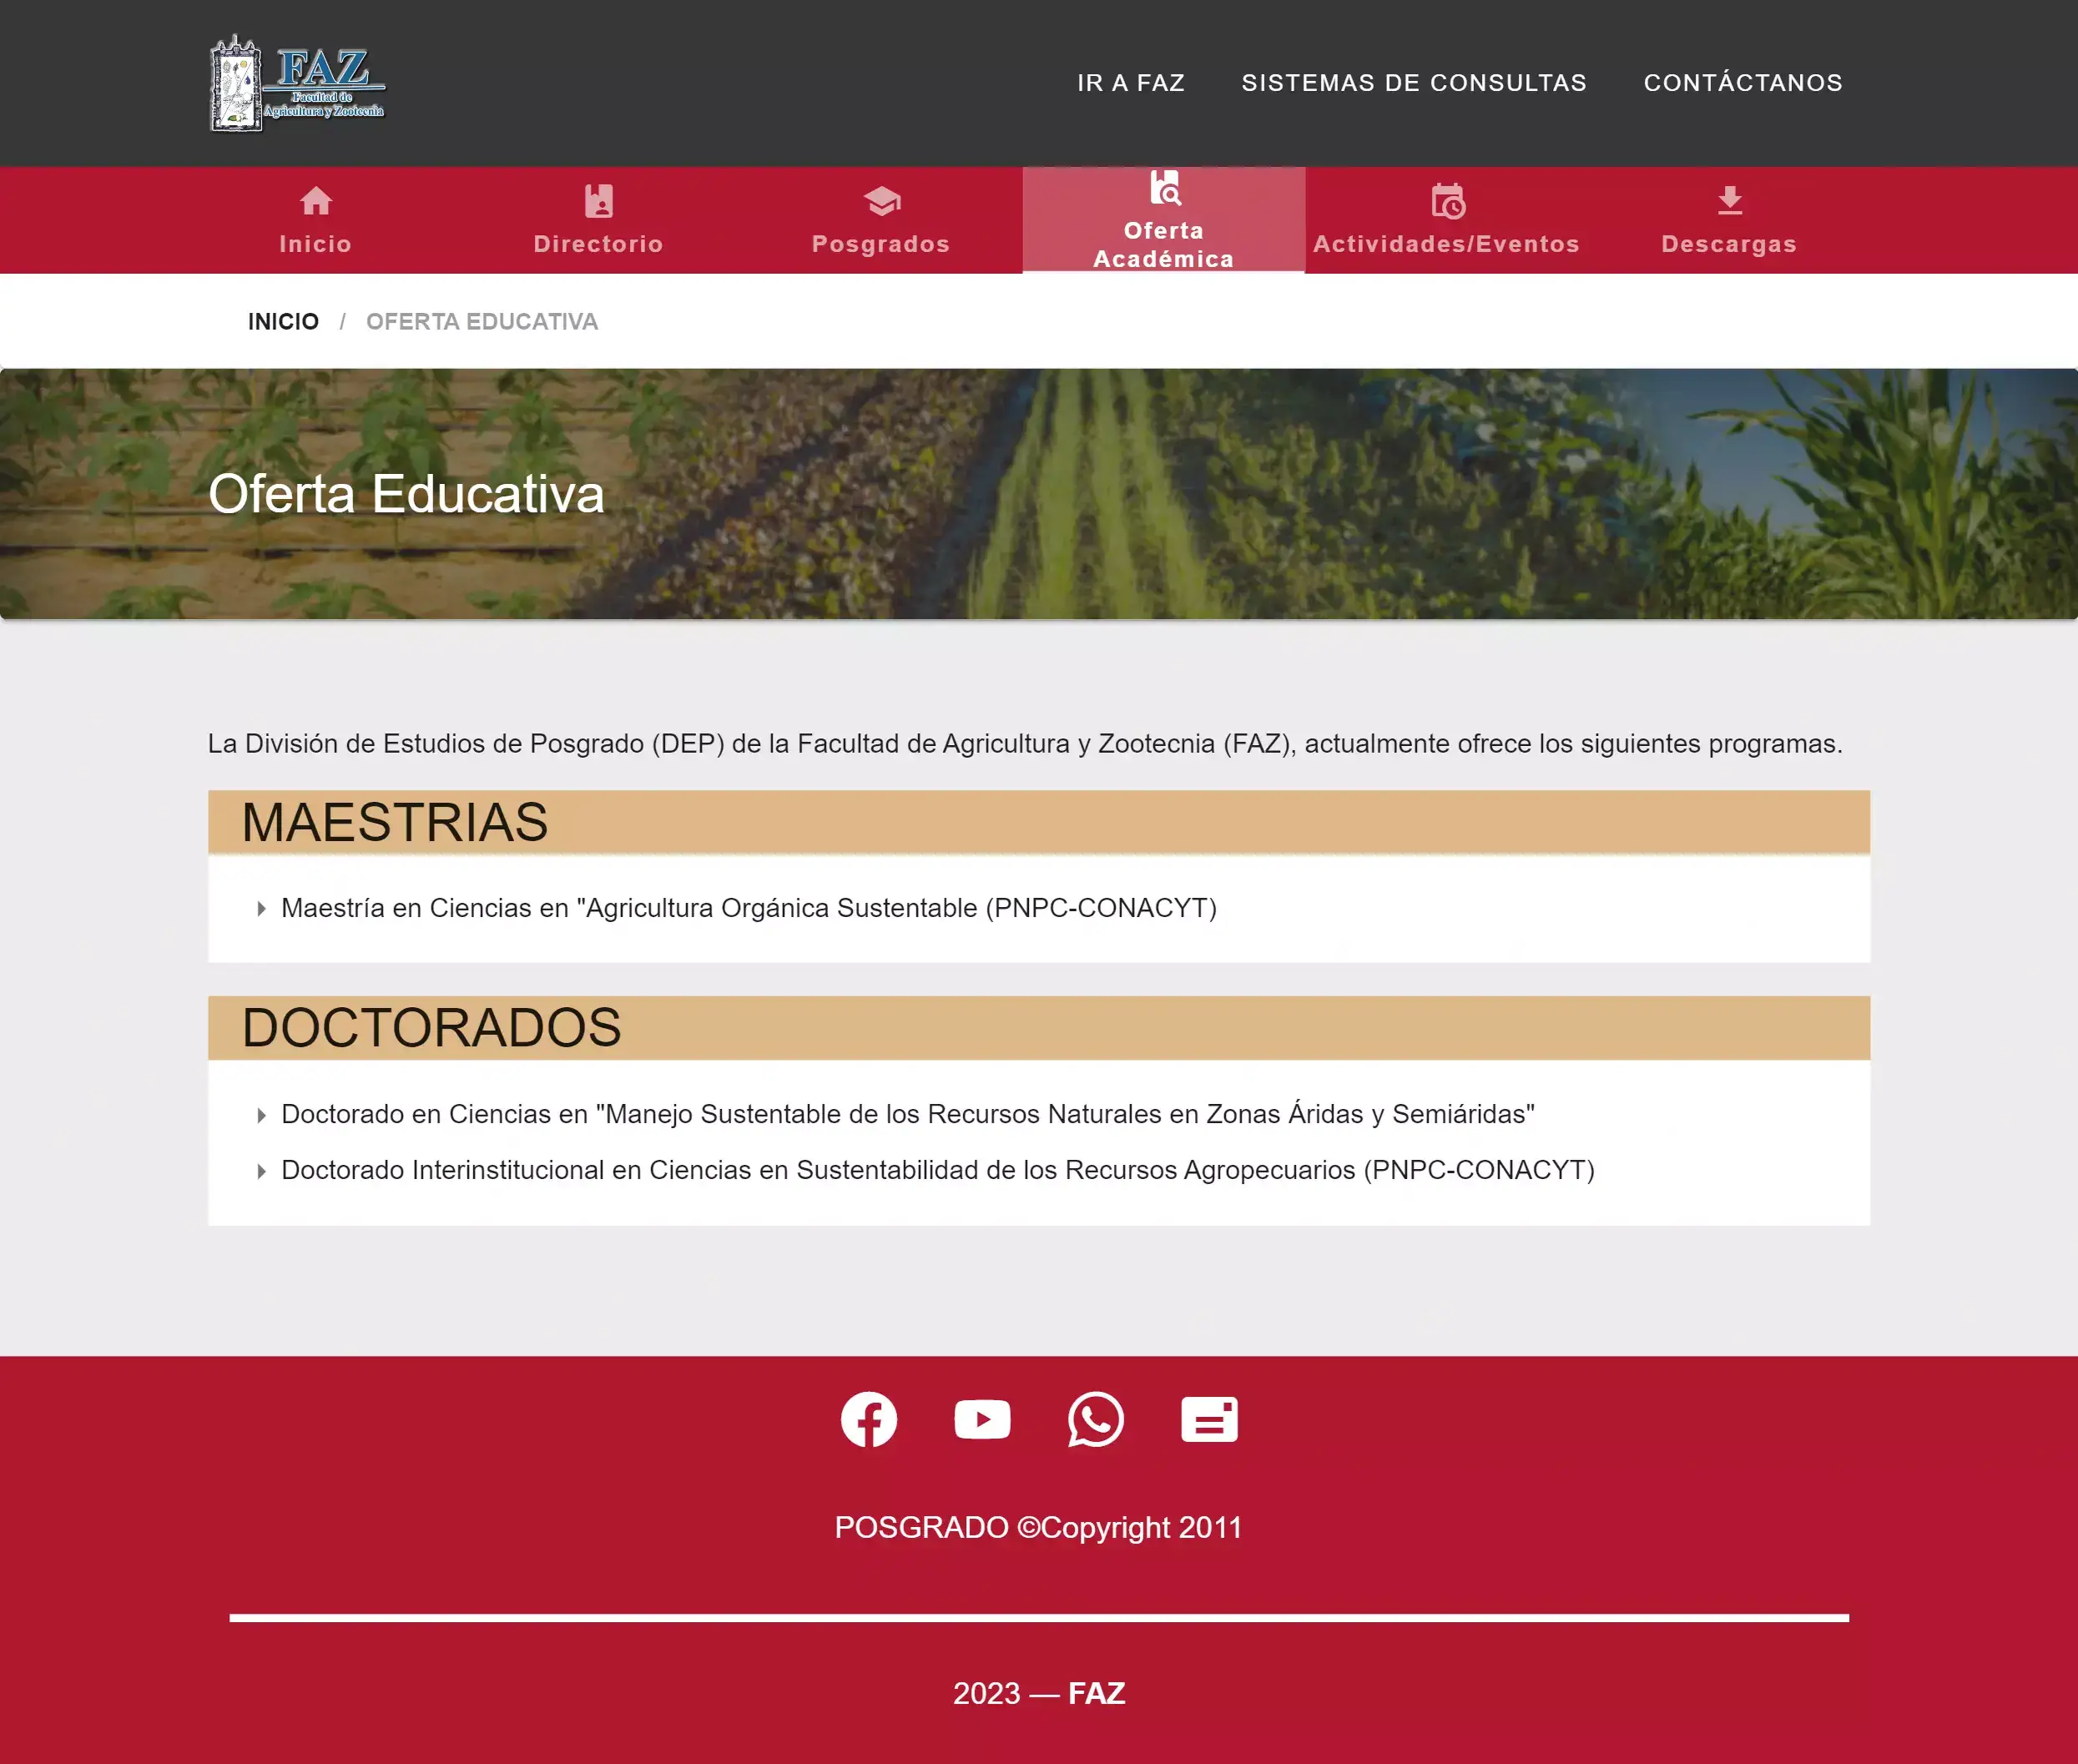 FAZ
Facultad de
Agricultura y Zootecnia
IR A FAZ
SISTEMAS DE CONSULTAS
CONTÁCTANOS
Inicio
Directorio
Posgrados
Oferta
Académica
Actividades/Eventos
Descargas
INICIO / OFERTA EDUCATIVA
Oferta Educativa
La División de Estudios de Posgrado (DEP) de la Facultad de Agricultura y Zootecnia (FAZ), actualmente ofrece los siguientes programas.
MAESTRIAS
Maestría en Ciencias en "Agricultura Orgánica Sustentable (PNPC-CONACYT)
DOCTORADOS
Doctorado en Ciencias en "Manejo Sustentable de los Recursos Naturales en Zonas Áridas y Semiáridas"
Doctorado Interinstitucional en Ciencias en Sustentabilidad de los Recursos Agropecuarios (PNPC-CONACYT)
POSGRADO ©Copyright 2011
2023 — FAZ